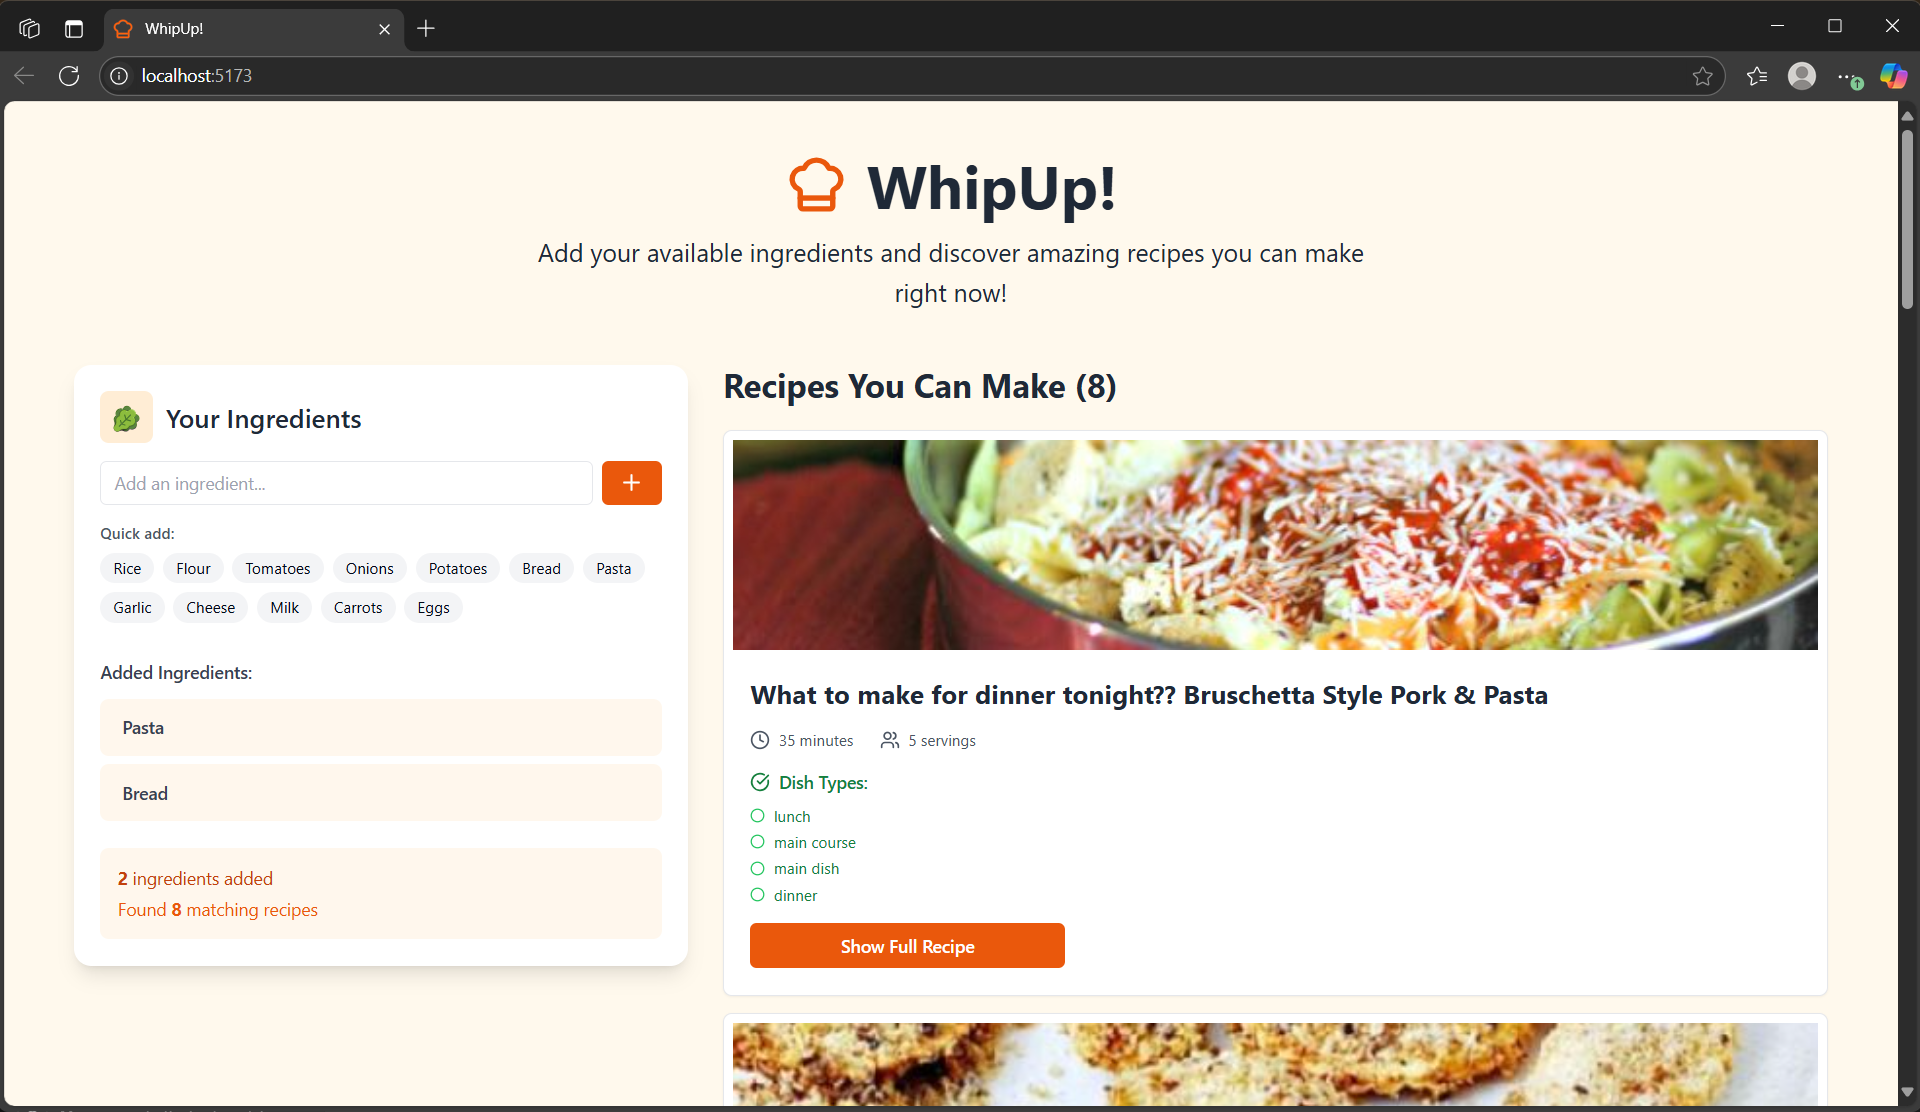 WhipUp!
localhost:5173
WhipUp!
Add your available ingredients and discover amazing recipes you can make
right now!
Your Ingredients
Add an ingredient...
Quick add:
Rice Flour Tomatoes Onions Potatoes Bread Pasta
Garlic Cheese Milk Carrots Eggs
Added Ingredients:
Pasta
Bread
2 ingredients added
Found 8 matching recipes
Recipes You Can Make (8)
What to make for dinner tonight?? Bruschetta Style Pork & Pasta
35 minutes 5 servings
Dish Types:
lunch
main course
main dish
dinner
Show Full Recipe